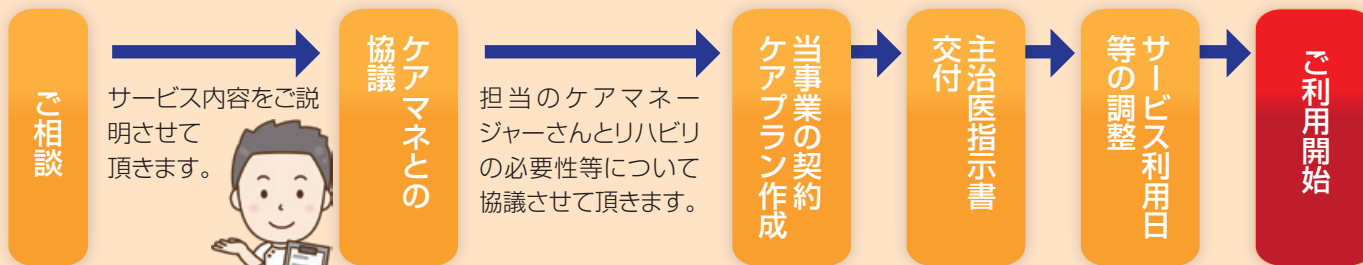 ご相談
サービス内容をご説
明させて
頂きます。
ケアマネとの
協議
担当のケアマネー
ジャーさんとリハビリ
の必要性等について
協議させて頂きます。
当事業の契約
ケアプラン作成
主治医指示書
交付
サービス利用日
等の調整
ご利用開始